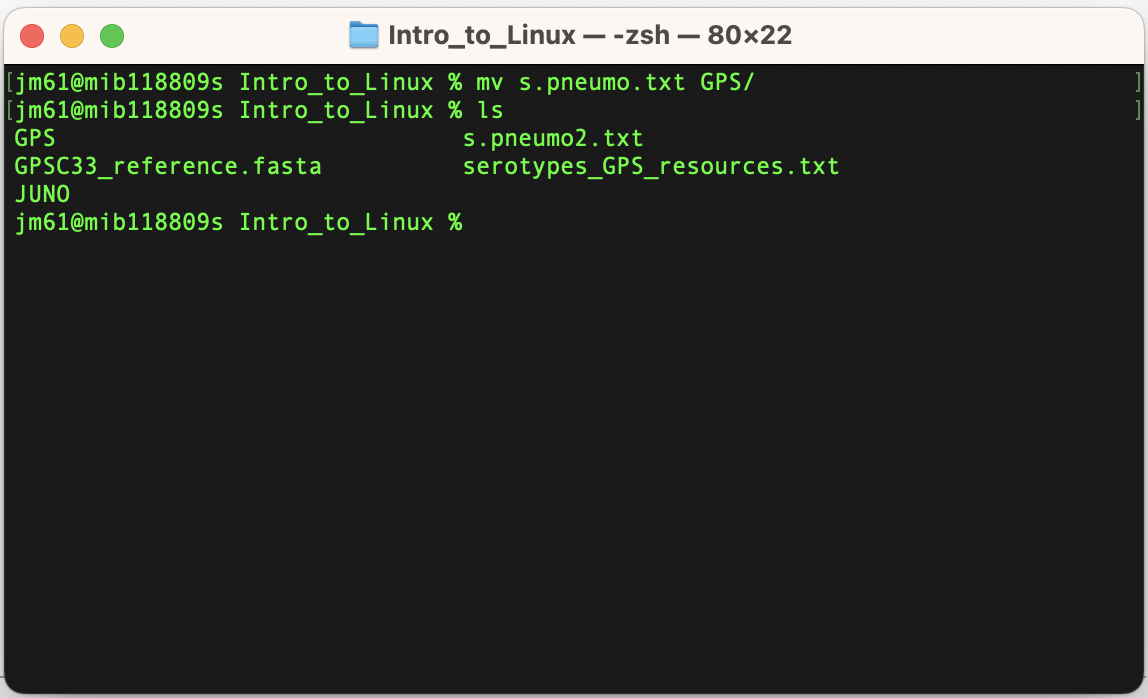 Intro_to_Linux — -zsh — 80×22
[jm61@mib118809s Intro_to_Linux % mv s.pneumo.txt GPS/ ]
[jm61@mib118809s Intro_to_Linux % ls ]
GPS s.pneumo2.txt
GPSC33_reference.fasta serotypes_GPS_resources.txt
JUNO
jm61@mib118809s Intro_to_Linux %